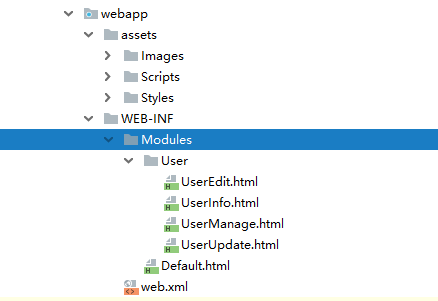 webapp
assets
Images
Scripts
Styles
WEB-INF
Modules
User
UserEdit.html
UserInfo.html
UserManage.html
UserUpdate.html
Default.html
web.xml